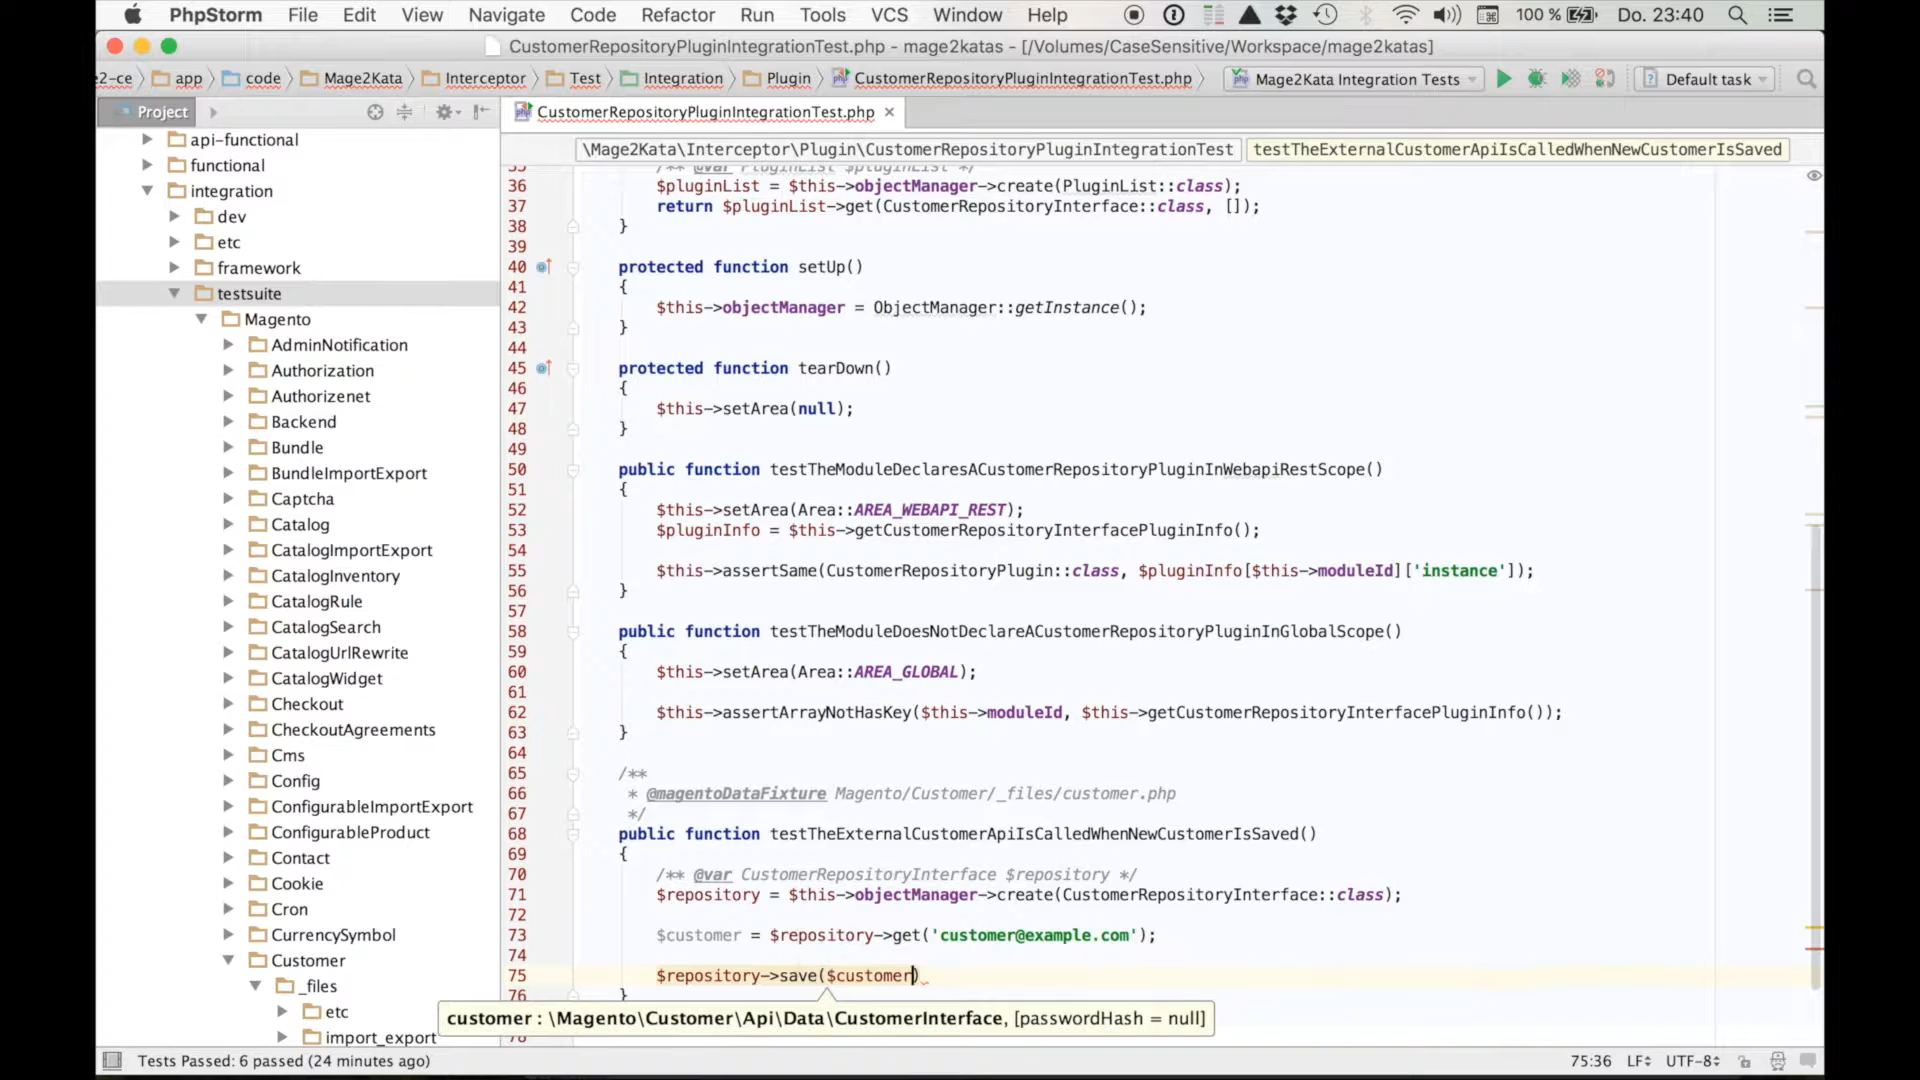 PhpStorm File Edit View Navigate Code Refactor Run Tools VCS Window Help 100 % Do. 23:40
CustomerRepositoryPluginIntegrationTest.php - mage2katas - [/Volumes/CaseSensitive/Workspace/mage2katas]
e2-ce app code Mage2Kata Interceptor Test Integration Plugin CustomerRepositoryPluginIntegrationTest.php Mage2Kata Integration Tests Default task
Project
CustomerRepositoryPluginIntegrationTest.php
\Mage2Kata\Interceptor\Plugin\CustomerRepositoryPluginIntegrationTest testTheExternalCustomerApiIsCalledWhenNewCustomerIsSaved
api-functional
functional
integration
dev
etc
framework
testsuite
Magento
AdminNotification
Authorization
Authorizenet
Backend
Bundle
BundleImportExport
Captcha
Catalog
CatalogImportExport
CatalogInventory
CatalogRule
CatalogSearch
CatalogUrlRewrite
CatalogWidget
Checkout
CheckoutAgreements
Cms
Config
ConfigurableImportExport
ConfigurableProduct
Contact
Cookie
Cron
CurrencySymbol
Customer
_files
etc
import_export
35 /** @var PluginList $pluginList */
36 $pluginList = $this->objectManager->create(PluginList::class);
37 return $pluginList->get(CustomerRepositoryInterface::class, []);
38 }
39
40 protected function setUp()
41 {
42 $this->objectManager = ObjectManager::getInstance();
43 }
44
45 protected function tearDown()
46 {
47 $this->setArea(null);
48 }
49
50 public function testTheModuleDeclaresACustomerRepositoryPluginInWebapiRestScope()
51 {
52 $this->setArea(Area::AREA_WEBAPI_REST);
53 $pluginInfo = $this->getCustomerRepositoryInterfacePluginInfo();
54
55 $this->assertSame(CustomerRepositoryPlugin::class, $pluginInfo[$this->moduleId]['instance']);
56 }
57
58 public function testTheModuleDoesNotDeclareACustomerRepositoryPluginInGlobalScope()
59 {
60 $this->setArea(Area::AREA_GLOBAL);
61
62 $this->assertArrayNotHasKey($this->moduleId, $this->getCustomerRepositoryInterfacePluginInfo());
63 }
64
65 /**
66 * @magentoDataFixture Magento/Customer/_files/customer.php
67 */
68 public function testTheExternalCustomerApiIsCalledWhenNewCustomerIsSaved()
69 {
70 /** @var CustomerRepositoryInterface $repository */
71 $repository = $this->objectManager->create(CustomerRepositoryInterface::class);
72
73 $customer = $repository->get('customer@example.com');
74
75 $repository->save($customer)
76 }
customer : \Magento\Customer\Api\Data\CustomerInterface, [passwordHash = null]
78
Tests Passed: 6 passed (24 minutes ago) 75:36 LF UTF-8